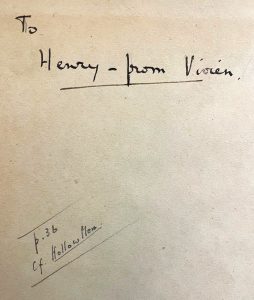 To
Henry - from Vivien.
p. 36
Cf. Hollow Men.